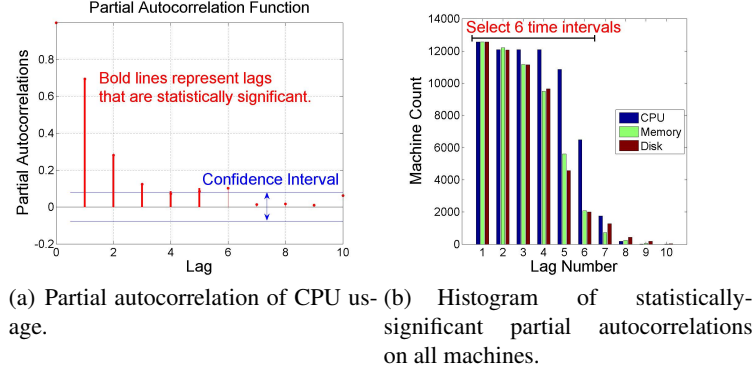 Partial Autocorrelation Function
Partial Autocorrelations
0.8
0.6
0.4
0.2
0
-0.2
Bold lines represent lags
that are statistically significant.
Confidence Interval
0 2 4 6 8 10
Lag
(a) Partial autocorrelation of CPU us-
age.
Select 6 time intervals
Machine Count
14000
12000
10000
8000
6000
4000
2000
0
CPU
Memory
Disk
1 2 3 4 5 6 7 8 9 10
Lag Number
(b) Histogram of statistically-
significant partial autocorrelations
on all machines.